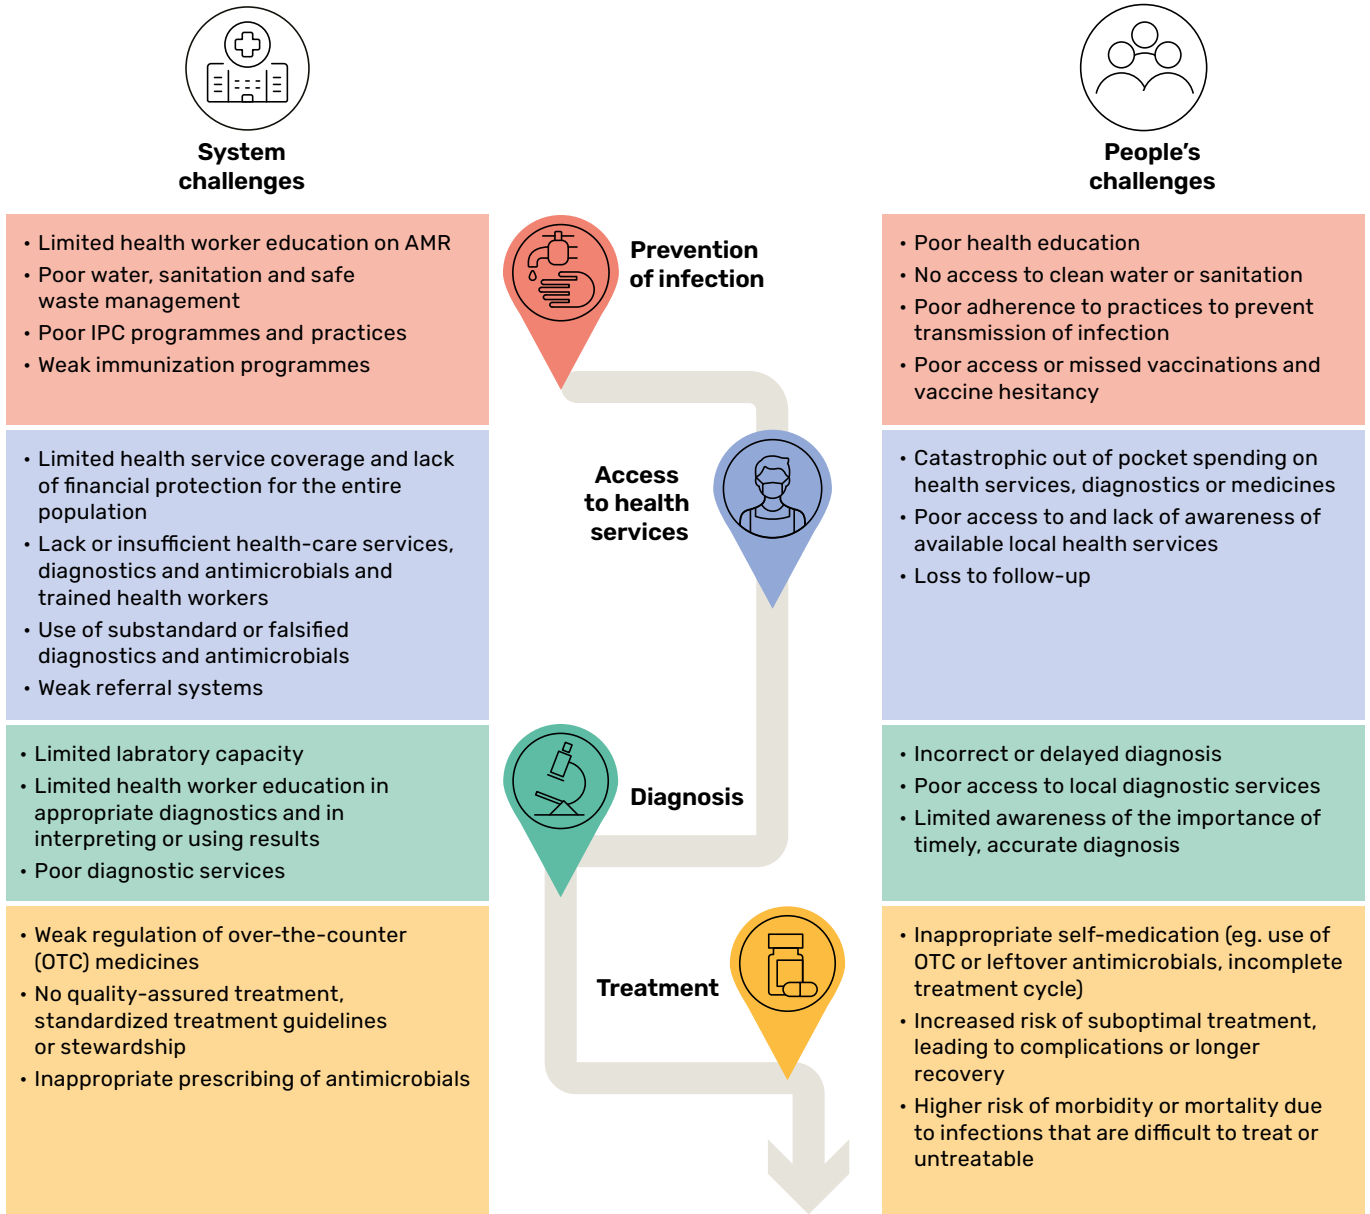 System
challenges
People’s
challenges
• Limited health worker education on AMR
• Poor water, sanitation and safe
waste management
• Poor IPC programmes and practices
• Weak immunization programmes
Prevention
of infection
• Poor health education
• No access to clean water or sanitation
• Poor adherence to practices to prevent
transmission of infection
• Poor access or missed vaccinations and
vaccine hesitancy
• Limited health service coverage and lack
of financial protection for the entire
population
• Lack or insufficient health-care services,
diagnostics and antimicrobials and
trained health workers
• Use of substandard or falsified
diagnostics and antimicrobials
• Weak referral systems
Access
to health
services
• Catastrophic out of pocket spending on
health services, diagnostics or medicines
• Poor access to and lack of awareness of
available local health services
• Loss to follow-up
• Limited labratory capacity
• Limited health worker education in
appropriate diagnostics and in
interpreting or using results
• Poor diagnostic services
Diagnosis
• Incorrect or delayed diagnosis
• Poor access to local diagnostic services
• Limited awareness of the importance of
timely, accurate diagnosis
• Weak regulation of over-the-counter
(OTC) medicines
• No quality-assured treatment,
standardized treatment guidelines
or stewardship
• Inappropriate prescribing of antimicrobials
Treatment
• Inappropriate self-medication (eg. use of
OTC or leftover antimicrobials, incomplete
treatment cycle)
• Increased risk of suboptimal treatment,
leading to complications or longer
recovery
• Higher risk of morbidity or mortality due
to infections that are difficult to treat or
untreatable